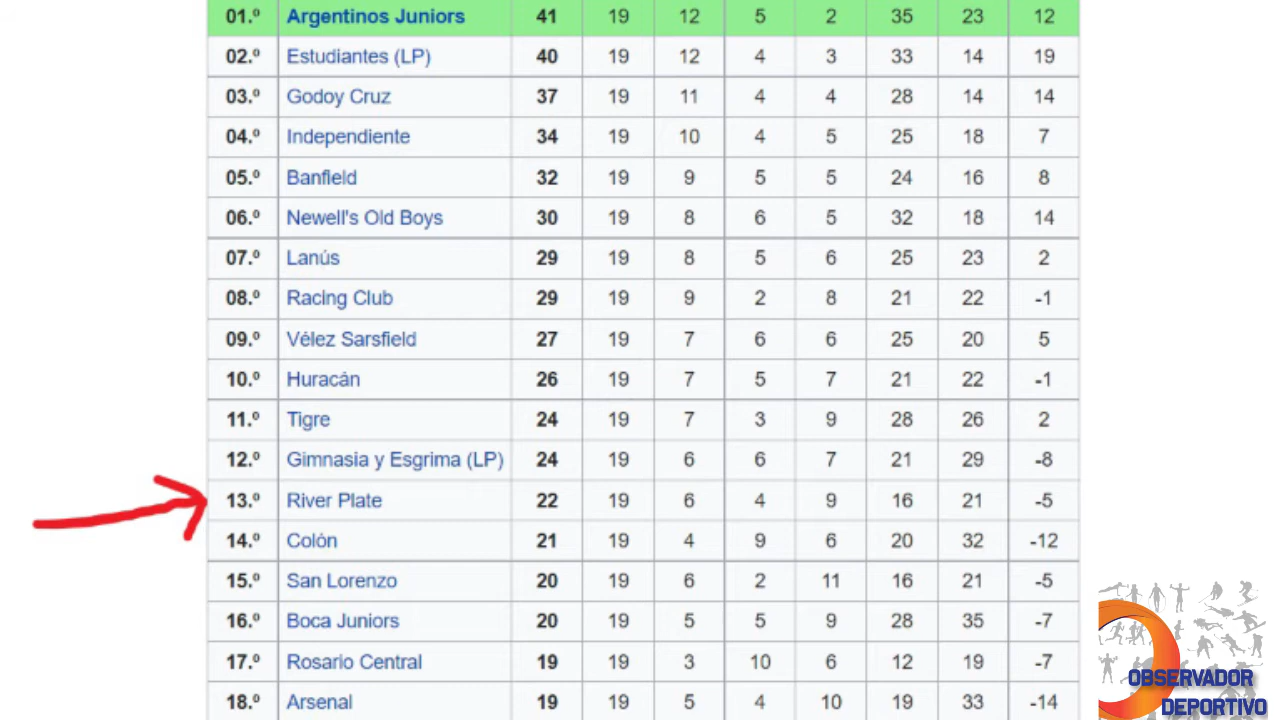 01.º Argentinos Juniors 41 19 12 5 2 35 23 12
02.º Estudiantes (LP) 40 19 12 4 3 33 14 19
03.º Godoy Cruz 37 19 11 4 4 28 14 14
04.º Independiente 34 19 10 4 5 25 18 7
05.º Banfield 32 19 9 5 5 24 16 8
06.º Newell's Old Boys 30 19 8 6 5 32 18 14
07.º Lanús 29 19 8 5 6 25 23 2
08.º Racing Club 29 19 9 2 8 21 22 -1
09.º Vélez Sarsfield 27 19 7 6 6 25 20 5
10.º Huracán 26 19 7 5 7 21 22 -1
11.º Tigre 24 19 7 3 9 28 26 2
12.º Gimnasia y Esgrima (LP) 24 19 6 6 7 21 29 -8
13.º River Plate 22 19 6 4 9 16 21 -5
14.º Colón 21 19 4 9 6 20 32 -12
15.º San Lorenzo 20 19 6 2 11 16 21 -5
16.º Boca Juniors 20 19 5 5 9 28 35 -7
17.º Rosario Central 19 19 3 10 6 12 19 -7
18.º Arsenal 19 19 5 4 10 19 33 -14
OBSERVADOR
DEPORTIVO